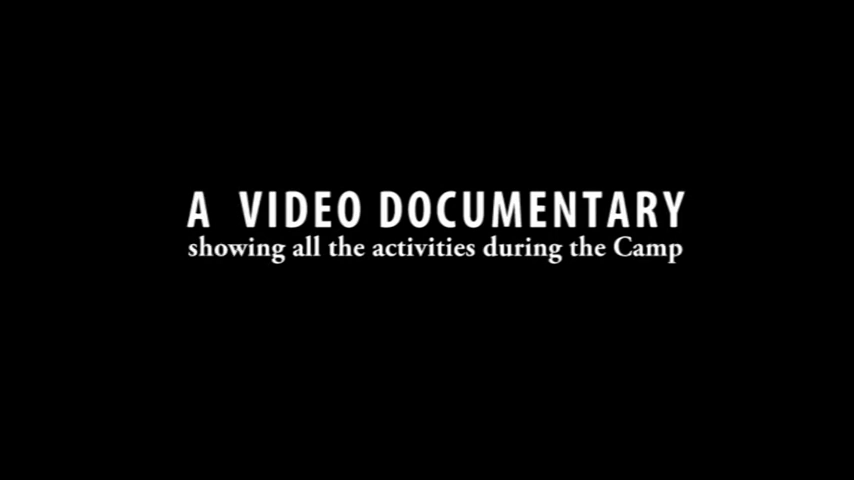 A VIDEO DOCUMENTARY
showing all the activities during the Camp